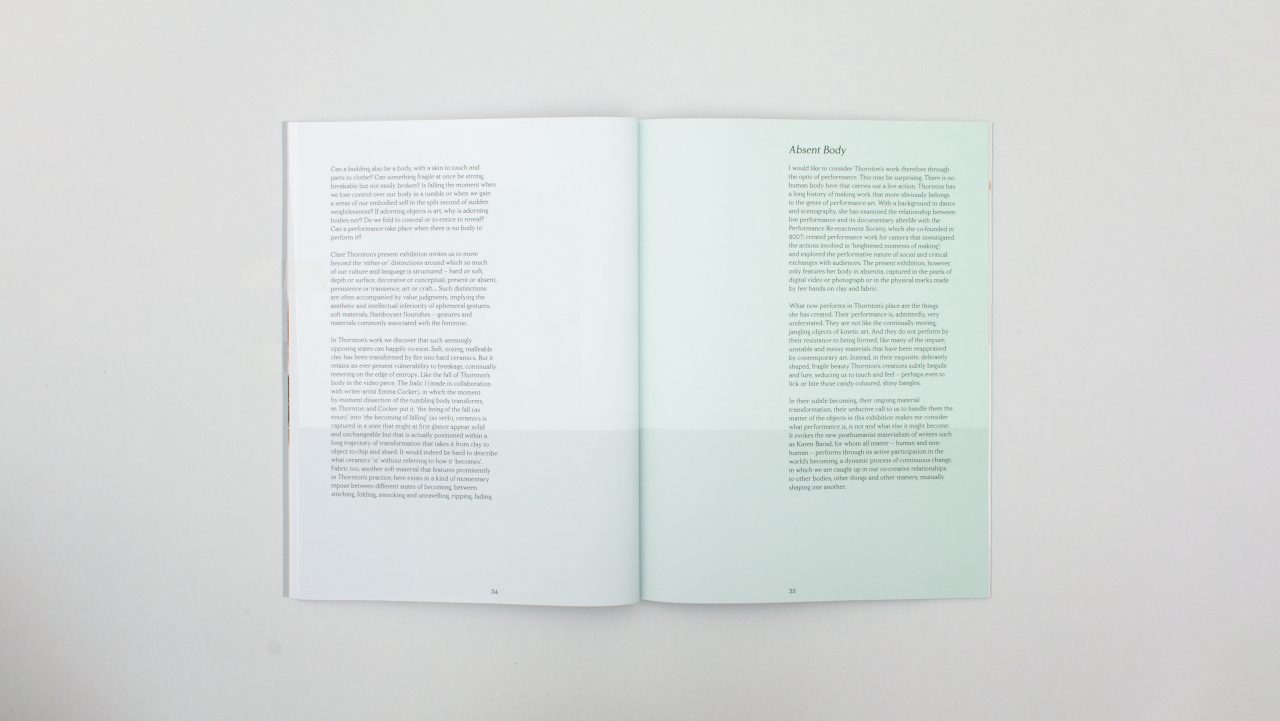 Can a building also be a body, with a skin to touch and
parts to clothe? Can something fragile at once be strong,
breakable but not easily broken? Is falling the moment when
we lose control over our body in a tumble or when we gain
a sense of our embodied self in the split second of sudden
weightlessness? If adorning objects is art, why is adorning
bodies not? Do we fold to conceal or to entice to reveal?
Can a performance take place when there is no body to
perform it?
Clare Thornton's present exhibition invites us to move
beyond the 'either-or' distinctions around which so much
of our culture and language is structured – hard or soft,
depth or surface, decorative or conceptual, present or absent,
persistence or transience, art or craft... Such distinctions
are often accompanied by value judgments, implying the
aesthetic and intellectual inferiority of ephemeral gestures,
soft materials, flamboyant flourishes – gestures and
materials commonly associated with the feminine.
In Thornton's work we discover that such seemingly
opposing states can happily co-exist. Soft, oozing, malleable
clay has been transformed by fire into hard ceramics. But it
retains an ever-present vulnerability to breakage, continually
teetering on the edge of entropy. Like the fall of Thornton's
body in the video piece, The Italic I (made in collaboration
with writer-artist Emma Cocker), in which the moment-
by-moment dissection of the tumbling body transforms,
as Thornton and Cocker put it, 'the being of the fall (as
noun)' into 'the becoming of falling' (as verb), ceramics is
captured in a state that might at first glance appear solid
and unchangeable but that is actually positioned within a
long trajectory of transformation that takes it from clay to
object to chip and shard. It would indeed be hard to describe
what ceramics 'is' without referring to how it 'becomes'.
Fabric too, another soft material that features prominently
in Thornton's practice, here exists in a kind of momentary
repose between different states of becoming, between
stitching, folding, smocking and unravelling, ripping, fading.
34
Absent Body
I would like to consider Thornton's work therefore through
the optic of performance. This may be surprising. There is no
human body here that carries out a live action. Thornton has
a long history of making work that more obviously belongs
to the genre of performance art. With a background in dance
and scenography, she has examined the relationship between
live performance and its documentary afterlife with the
Performance Re-enactment Society, which she co-founded in
2007; created performance work for camera that investigated
the actions involved in 'heightened moments of making';
and explored the performative nature of social and critical
exchanges with audiences. The present exhibition, however,
only features her body in absentia, captured in the pixels of
digital video or photograph or in the physical marks made
by her hands on clay and fabric.
What now performs in Thornton's place are the things
she has created. Their performance is, admittedly, very
understated. They are not like the continually moving,
jangling objects of kinetic art. And they do not perform by
their resistance to being formed, like many of the impure,
unstable and messy materials that have been reappraised
by contemporary art. Instead, in their exquisite, delicately
shaped, fragile beauty Thornton's creations subtly beguile
and lure, seducing us to touch and feel – perhaps even to
lick or bite those candy-coloured, shiny bangles.
In their subtle becoming, their ongoing material
transformation, their seductive call to us to handle them the
matter of the objects in this exhibition makes me consider
what performance is, is not and what else it might become.
It evokes the new posthumanist materialism of writers such
as Karen Barad, for whom all matter – human and non-
human – performs through its active participation in the
world's becoming, a dynamic process of continuous change,
in which we are caught up in our co-creative relationships
to other bodies, other things and other matters, mutually
shaping one another.
35